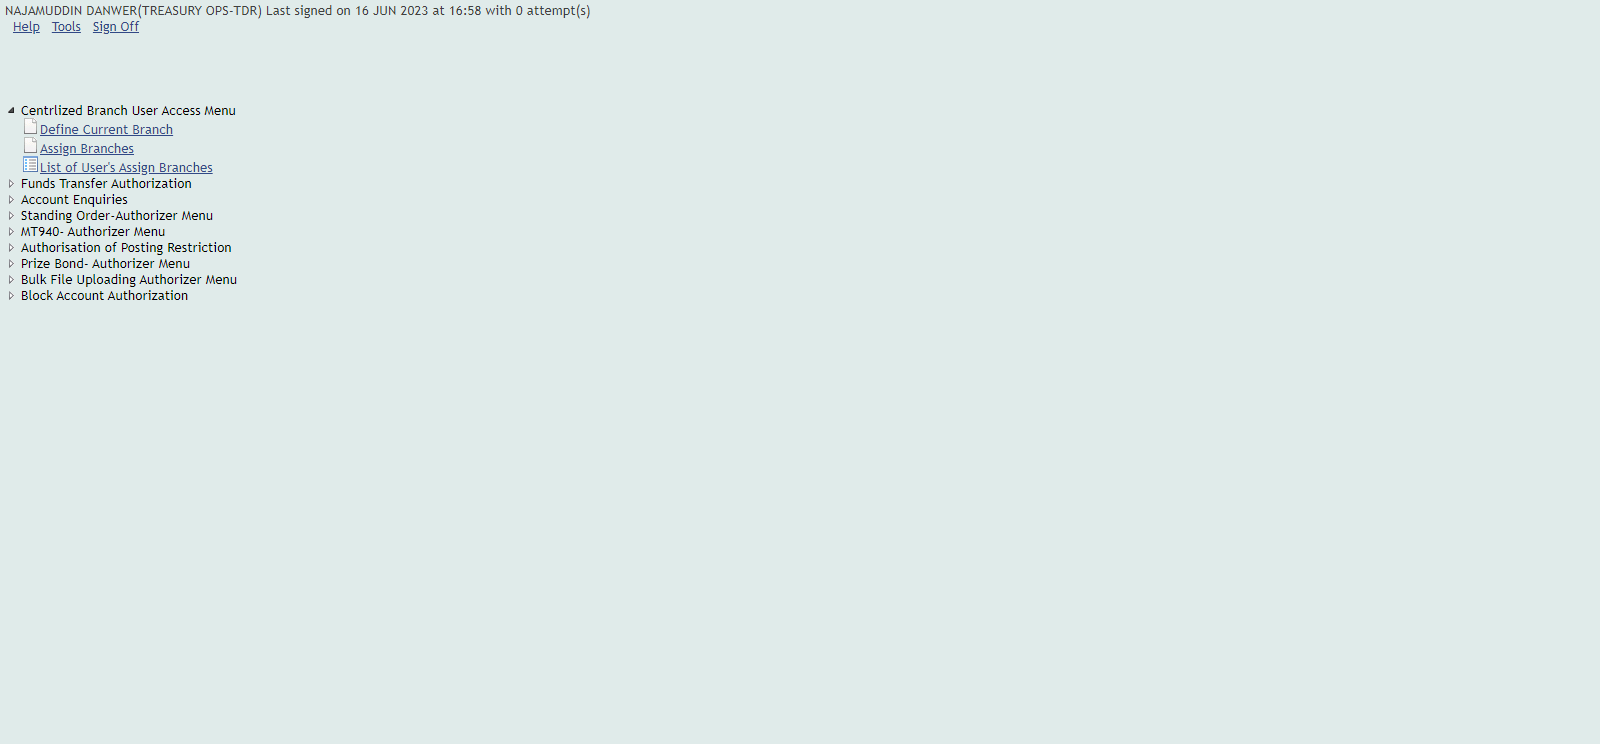 NAJAMUDDIN DANWER(TREASURY OPS-TDR) Last signed on 16 JUN 2023 at 16:58 with 0 attempt(s)
Help Tools Sign Off
Centrlized Branch User Access Menu
Define Current Branch
Assign Branches
List of User's Assign Branches
Funds Transfer Authorization
Account Enquiries
Standing Order-Authorizer Menu
MT940- Authorizer Menu
Authorisation of Posting Restriction
Prize Bond- Authorizer Menu
Bulk File Uploading Authorizer Menu
Block Account Authorization